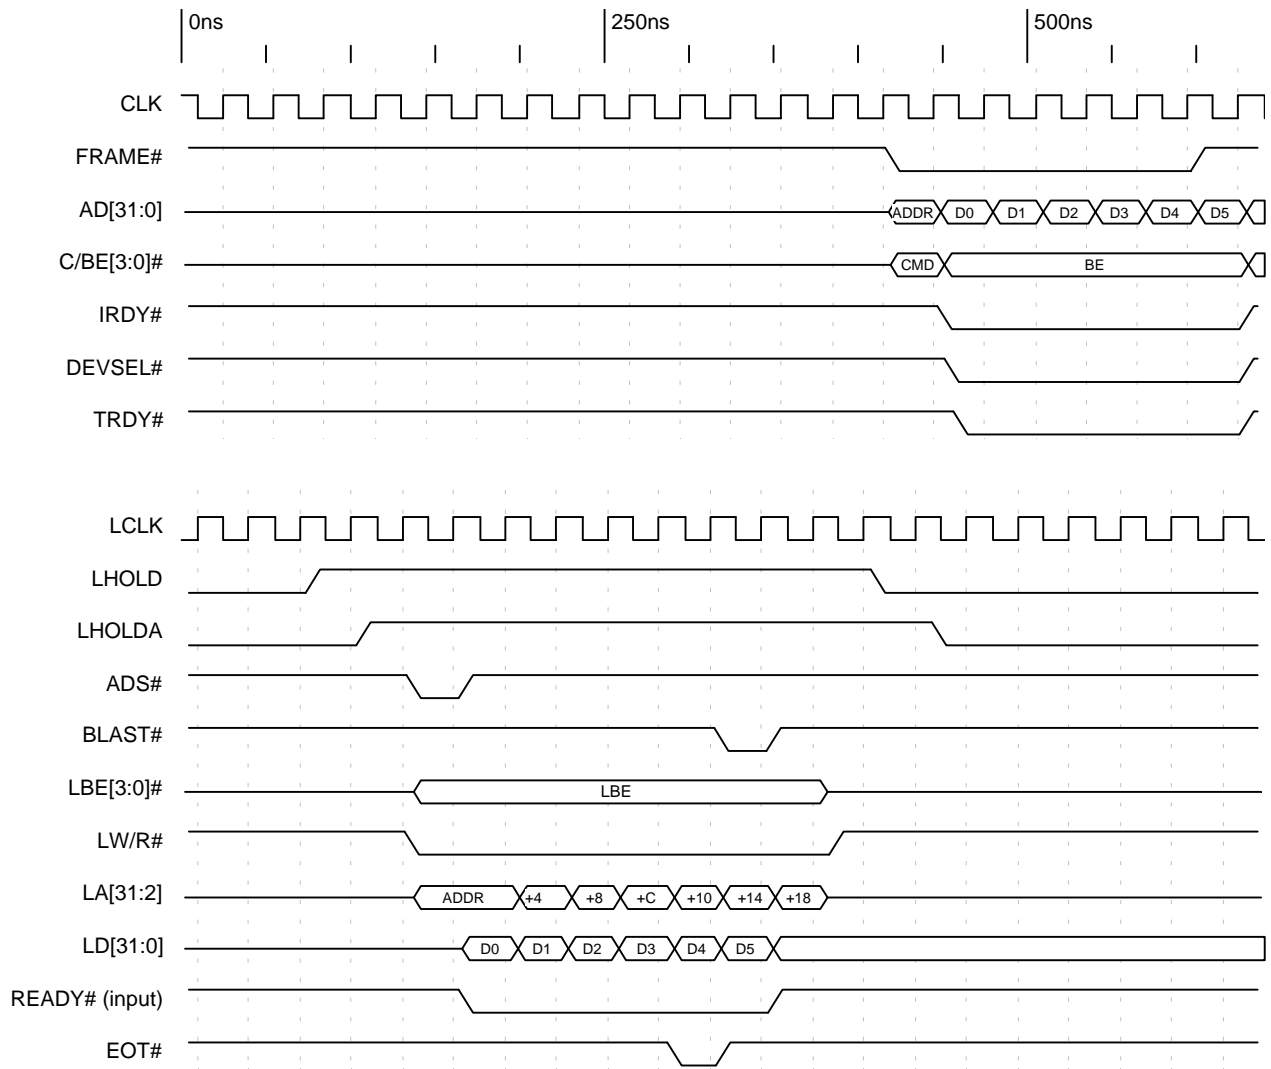 0ns 250ns 500ns
CLK
FRAME#
AD[31:0] ADDR D0 D1 D2 D3 D4 D5
C/BE[3:0]# CMD BE
IRDY#
DEVSEL#
TRDY#
LCLK
LHOLD
LHOLDA
ADS#
BLAST#
LBE[3:0]# LBE
LW/R#
LA[31:2] ADDR +4 +8 +C +10 +14 +18
LD[31:0] D0 D1 D2 D3 D4 D5
READY# (input)
EOT#